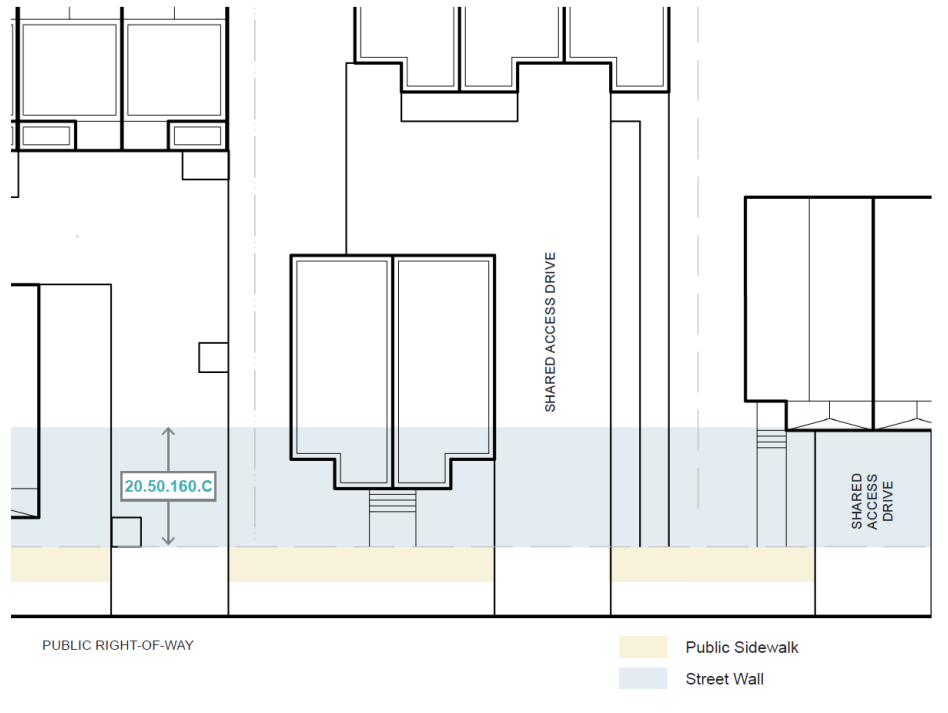 SHARED ACCESS DRIVE
20.50.160.C
SHARED
ACCESS
DRIVE
PUBLIC RIGHT-OF-WAY
Public Sidewalk
Street Wall